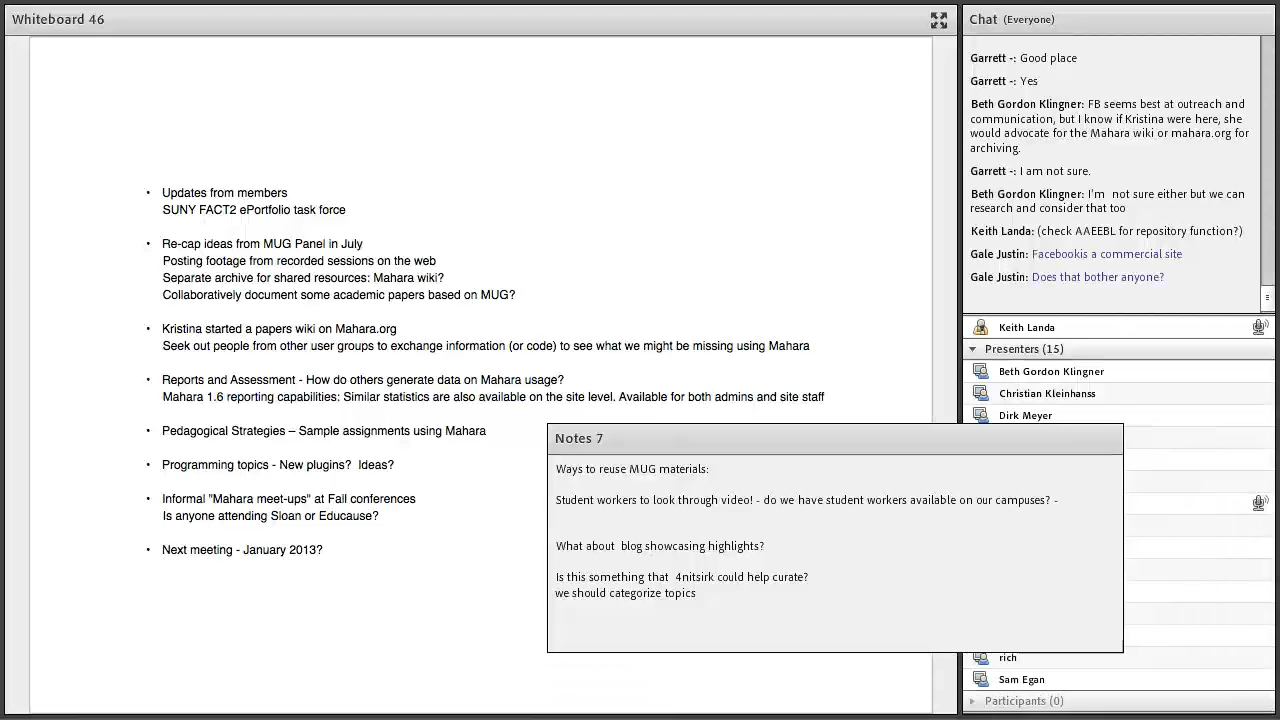 Whiteboard 46
• Updates from members
SUNY FACT2 ePortfolio task force
• Re-cap ideas from MUG Panel in July
Posting footage from recorded sessions on the web
Separate archive for shared resources: Mahara wiki?
Collaboratively document some academic papers based on MUG?
• Kristina started a papers wiki on Mahara.org
Seek out people from other user groups to exchange information (or code) to see what we might be missing using Mahara
• Reports and Assessment - How do others generate data on Mahara usage?
Mahara 1.6 reporting capabilities: Similar statistics are also available on the site level. Available for both admins and site staff
• Pedagogical Strategies – Sample assignments using Mahara
• Programming topics - New plugins? Ideas?
• Informal "Mahara meet-ups" at Fall conferences
Is anyone attending Sloan or Educause?
• Next meeting - January 2013?
Notes 7
Ways to reuse MUG materials:
Student workers to look through video! - do we have student workers available on our campuses? -
What about  blog showcasing highlights?
Is this something that  4nitsirk could help curate?
we should categorize topics
Chat (Everyone)
Garrett -: Good place
Garrett -: Yes
Beth Gordon Klingner: FB seems best at outreach and
communication, but I know if Kristina were here, she
would advocate for the Mahara wiki or mahara.org for
archiving.
Garrett -: I am not sure.
Beth Gordon Klingner: I'm  not sure either but we can
research and consider that too
Keith Landa: (check AAEEBL for repository function?)
Gale Justin: Facebookis a commercial site
Gale Justin: Does that bother anyone?
Keith Landa
Presenters (15)
Beth Gordon Klingner
Christian Kleinhanss
Dirk Meyer
rich
Sam Egan
Participants (0)